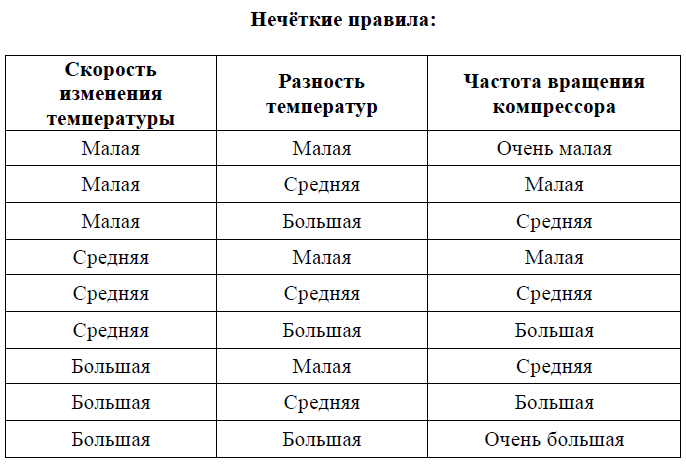 Нечёткие правила:
Скорость изменения температуры Разность температур Частота вращения компрессора
Малая Малая Очень малая
Малая Средняя Малая
Малая Большая Средняя
Средняя Малая Малая
Средняя Средняя Средняя
Средняя Большая Большая
Большая Малая Средняя
Большая Средняя Большая
Большая Большая Очень большая